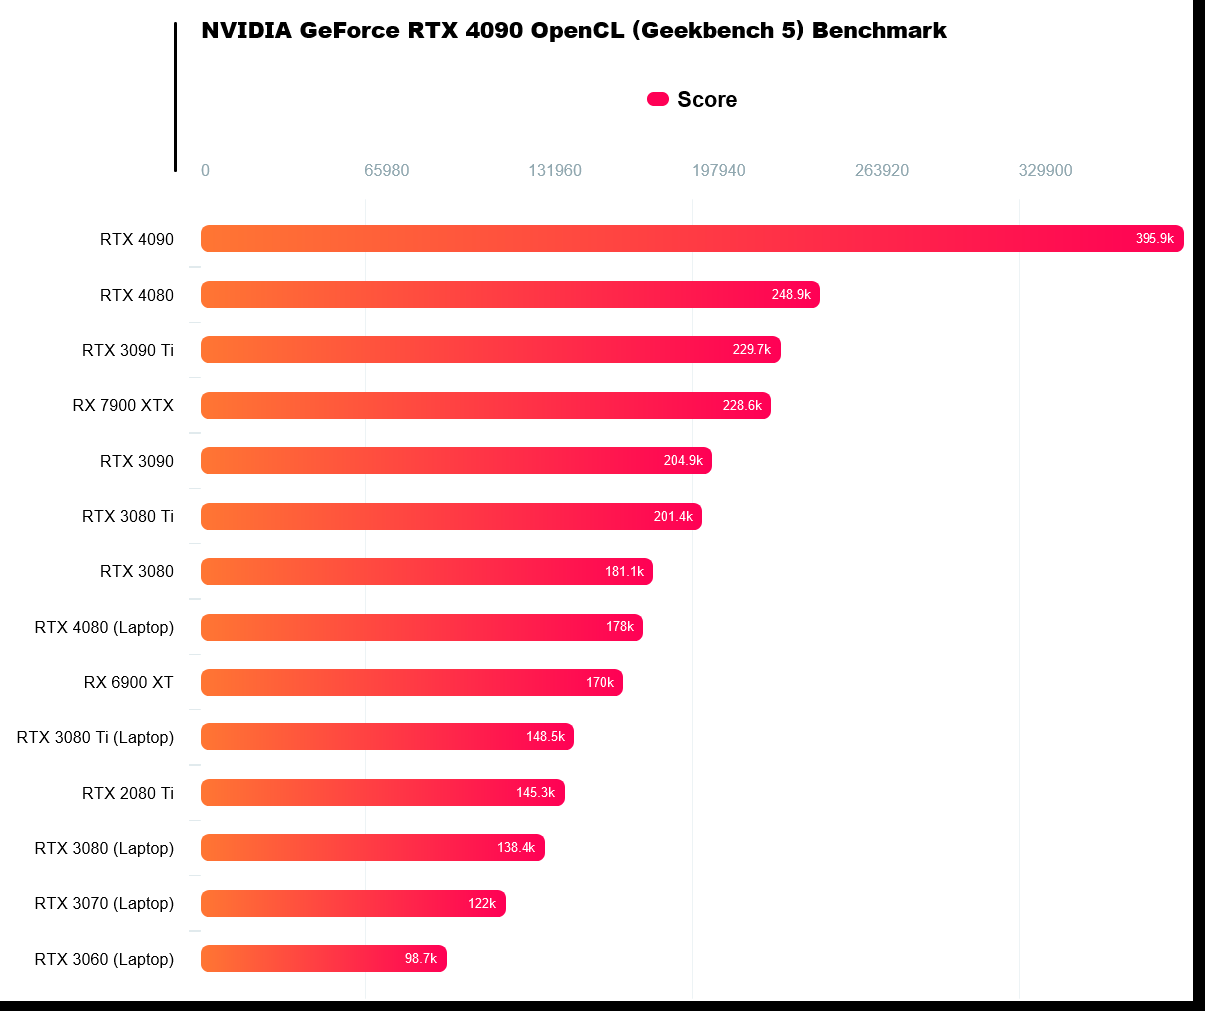 NVIDIA GeForce RTX 4090 OpenCL (Geekbench 5) Benchmark
Score
0 65980 131960 197940 263920 329900
RTX 4090 395.9k
RTX 4080 248.9k
RTX 3090 Ti 229.7k
RX 7900 XTX 228.6k
RTX 3090 204.9k
RTX 3080 Ti 201.4k
RTX 3080 181.1k
RTX 4080 (Laptop) 178k
RX 6900 XT 170k
RTX 3080 Ti (Laptop) 148.5k
RTX 2080 Ti 145.3k
RTX 3080 (Laptop) 138.4k
RTX 3070 (Laptop) 122k
RTX 3060 (Laptop) 98.7k